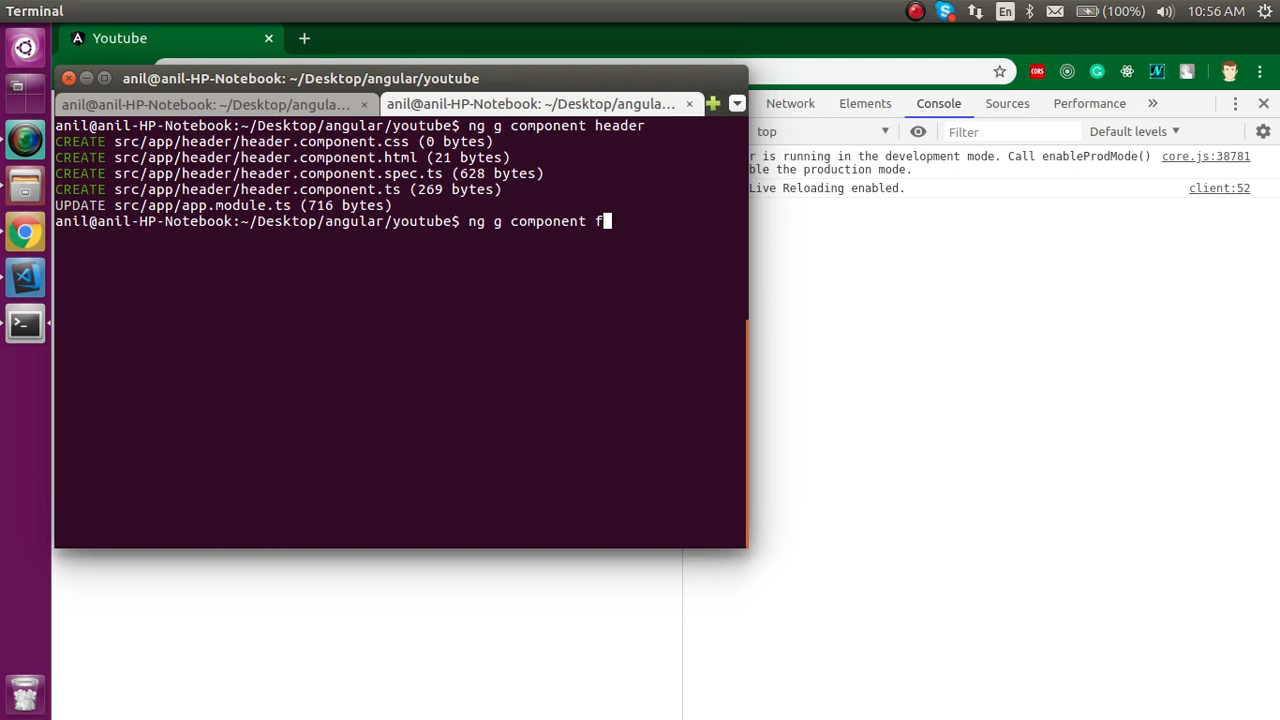 Terminal
En
(100%)
10:56 AM
Youtube
anil@anil-HP-Notebook: ~/Desktop/angular/youtube
anil@anil-HP-Notebook: ~/Desktop/angula...
anil@anil-HP-Notebook: ~/Desktop/angula...
anil@anil-HP-Notebook:~/Desktop/angular/youtube$ ng g component header
CREATE src/app/header/header.component.css (0 bytes)
CREATE src/app/header/header.component.html (21 bytes)
CREATE src/app/header/header.component.spec.ts (628 bytes)
CREATE src/app/header/header.component.ts (269 bytes)
UPDATE src/app/app.module.ts (716 bytes)
anil@anil-HP-Notebook:~/Desktop/angular/youtube$ ng g component f
CORS
Network Elements Console Sources Performance
top Filter Default levels
r is running in the development mode. Call enableProdMode() core.js:38781
ble the production mode.
Live Reloading enabled. client:52